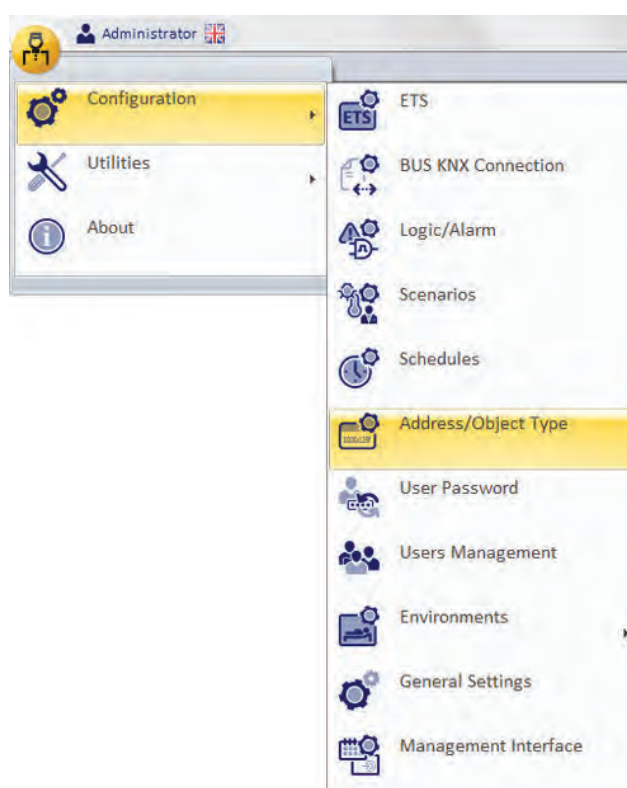 Administrator
Configuration
Utilities
About
ETS
ETS
BUS KNX Connection
Logic/Alarm
Scenarios
Schedules
Address/Object Type
User Password
Users Management
Environments
General Settings
Management Interface